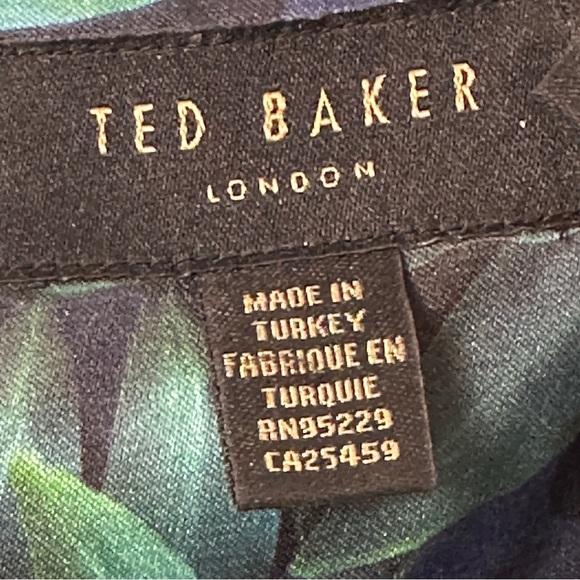 TED BAKER
LONDON
MADE IN
TURKEY
FABRIQUE EN
TURQUIE
RN95229
CA25459